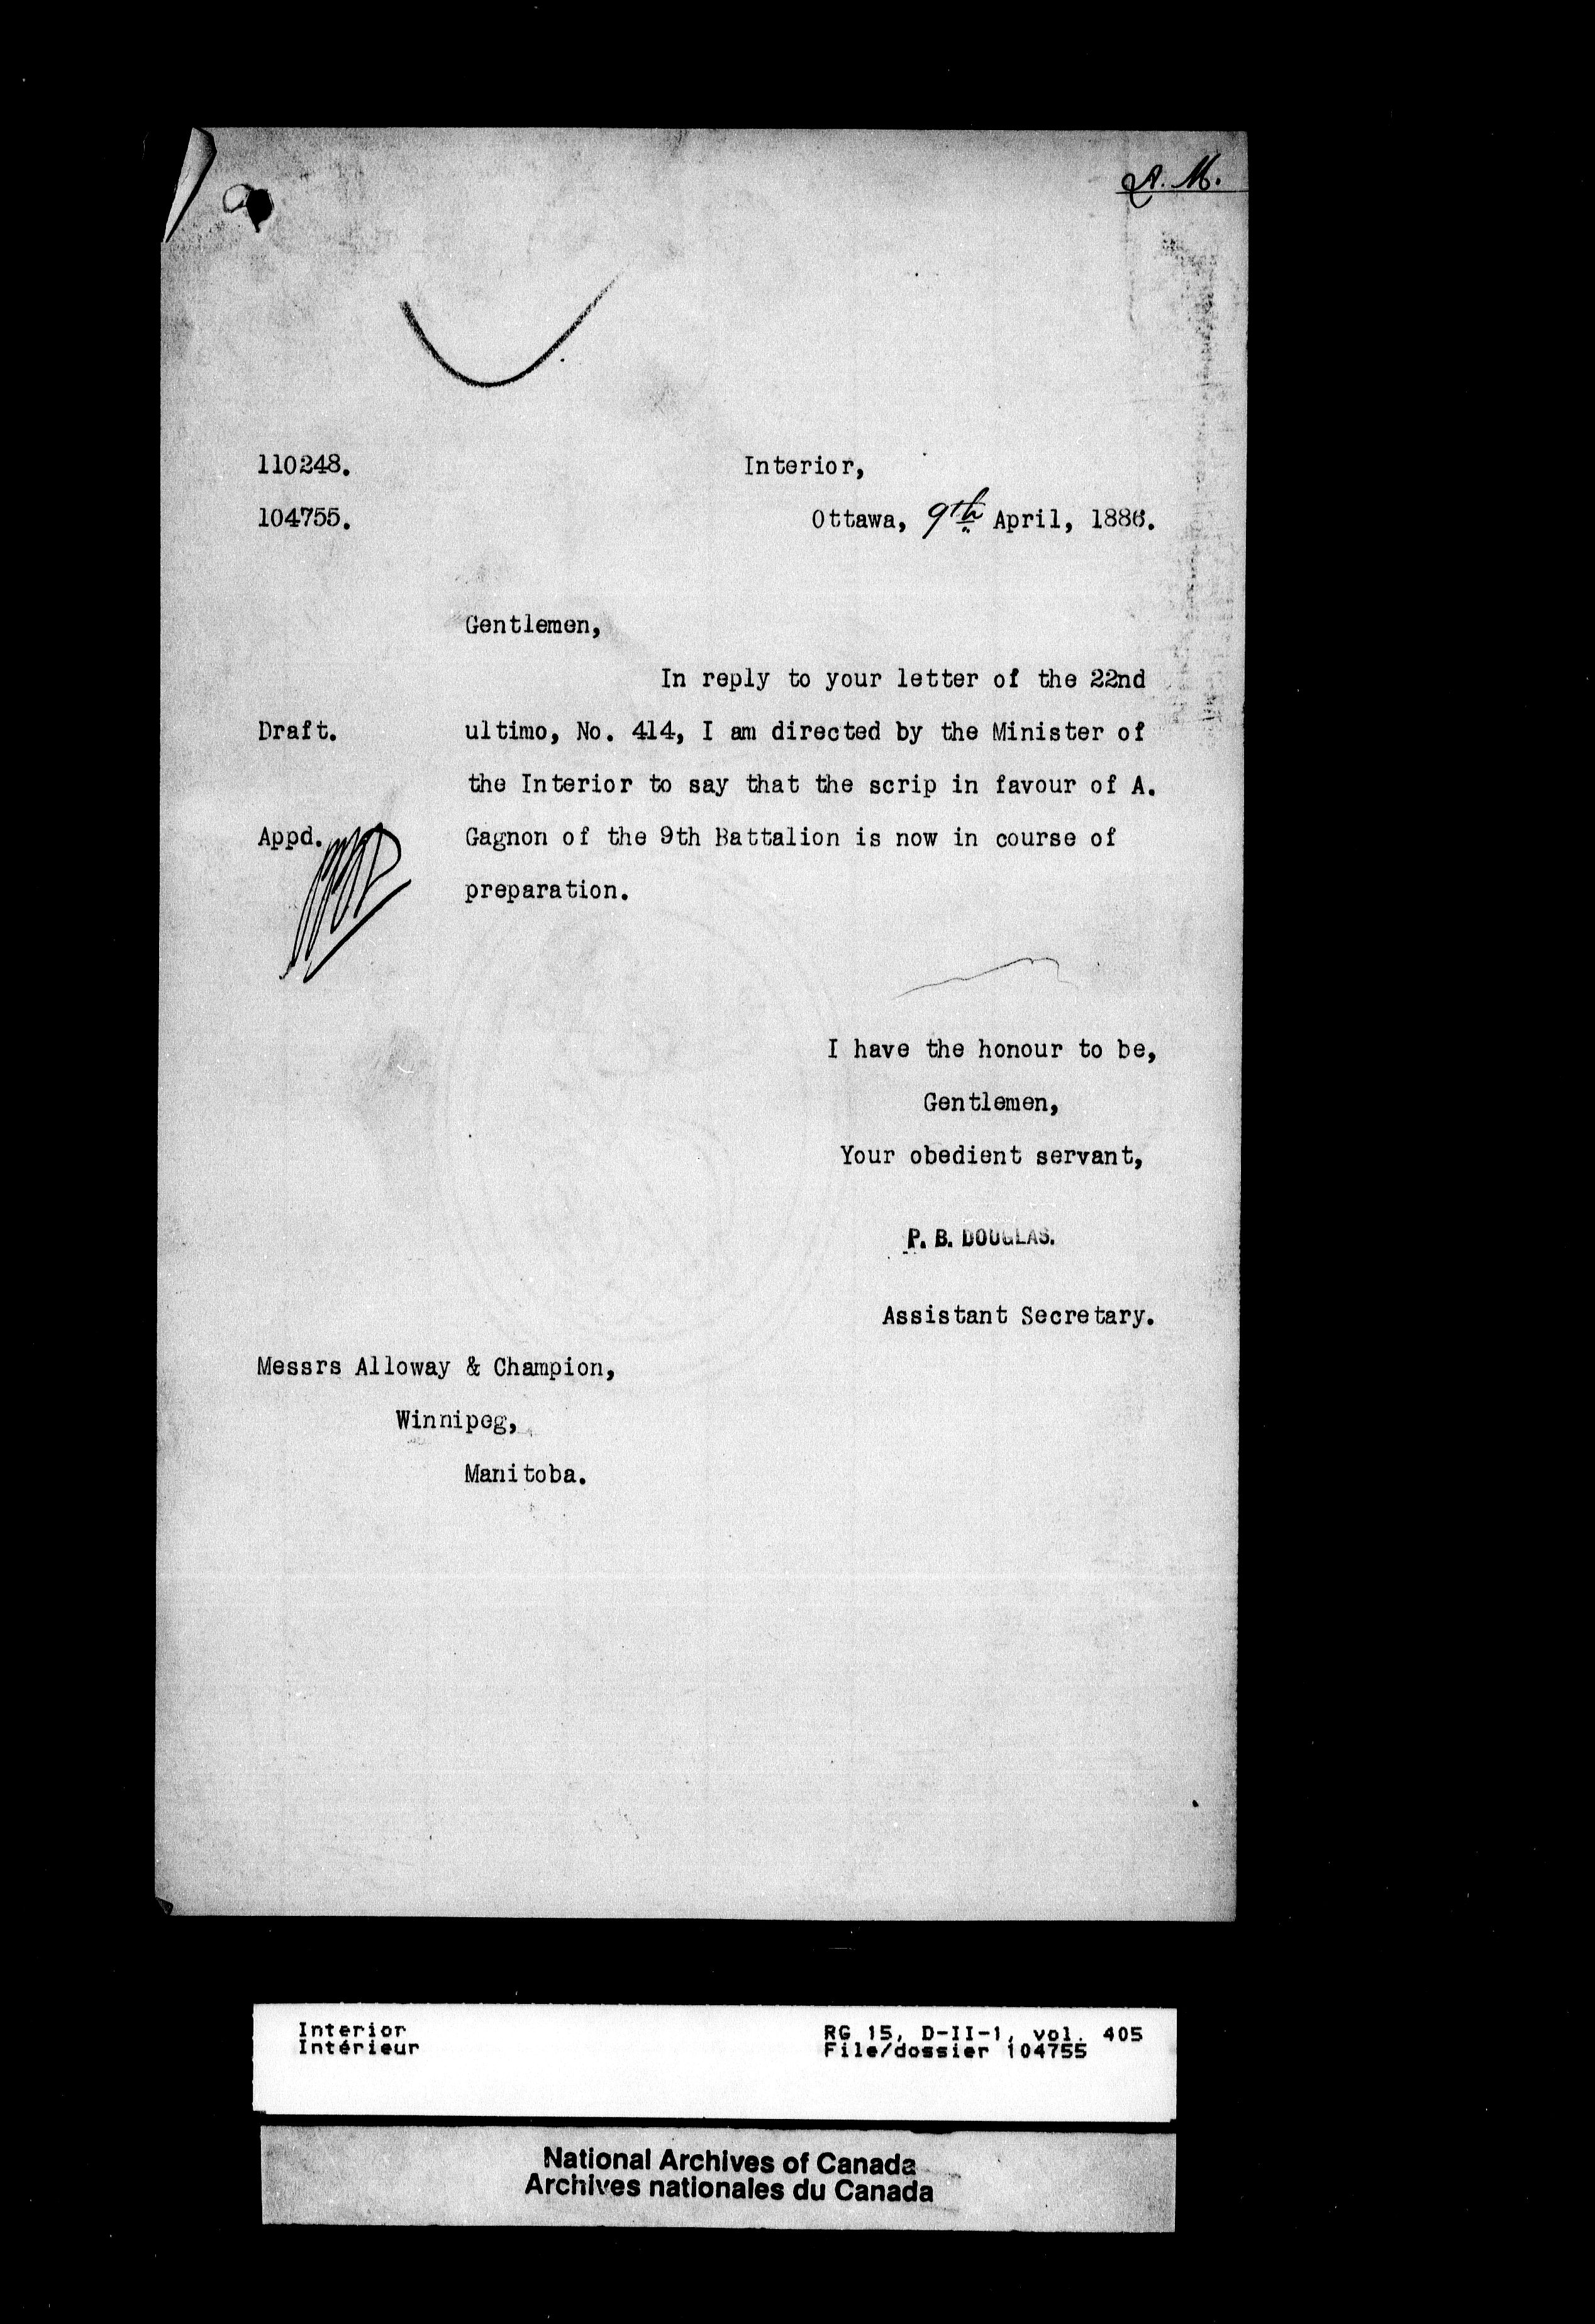 A. M.
110248. Interior,
104755. Ottawa, 9th April, 1886.
Gentlemen,
In reply to your letter of the 22nd
Draft. ultimo, No. 414, I am directed by the Minister of
the Interior to say that the scrip in favour of A.
Appd. Gagnon of the 9th Battalion is now in course of
preparation.
I have the honour to be,
Gentlemen,
Your obedient servant,
P. B. DOUGLAS.
Assistant Secretary.
Messrs Alloway & Champion,
Winnipeg,
Manitoba.
Interior RG 15, D-II-1, vol. 405
Intérieur File/dossier 104755
National Archives of Canada
Archives nationales du Canada